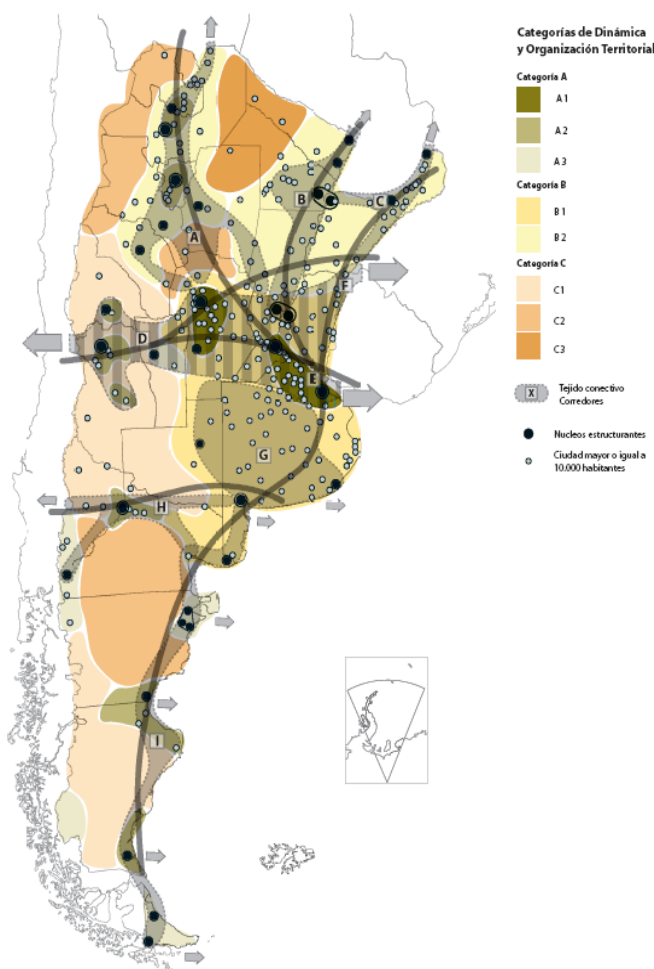 Categorías de Dinámica
y Organización Territorial
Categoría A
A 1
A 2
A 3
Categoría B
B 1
B 2
Categoría C
C1
C2
C3
X
Tejido conectivo
Corredores
Nucleos estructurantes
Ciudad mayor o igual a
10.000 habitantes
B
C
A
F
D
E
G
H
I